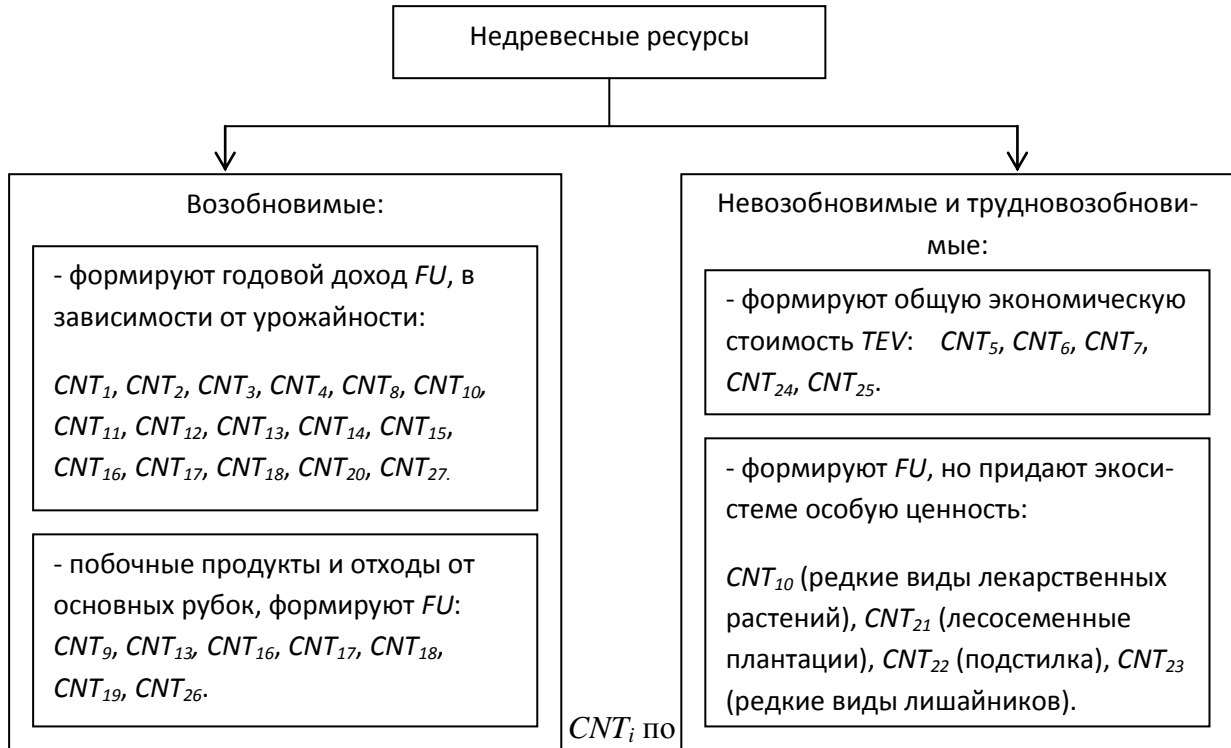 Недревесные ресурсы
Возобновимые:
- формируют годовой доход FU, в
зависимости от урожайности:
CNT₁, CNT₂, CNT₃, CNT₄, CNT₈, CNT₁₀,
CNT₁₁, CNT₁₂, CNT₁₃, CNT₁₄, CNT₁₅,
CNT₁₆, CNT₁₇, CNT₁₈, CNT₂₀, CNT₂₇.
- побочные продукты и отходы от
основных рубок, формируют FU:
CNT₉, CNT₁₃, CNT₁₆, CNT₁₇, CNT₁₈,
CNT₁₉, CNT₂₆.
CNTᵢ по
Невозобновимые и трудновозобнови-
мые:
- формируют общую экономическую
стоимость TEV: CNT₅, CNT₆, CNT₇,
CNT₂₄, CNT₂₅.
- формируют FU, но придают экоси-
стеме особую ценность:
CNT₁₀ (редкие виды лекарственных
растений), CNT₂₁ (лесосеменные
плантации), CNT₂₂ (подстилка), CNT₂₃
(редкие виды лишайников).